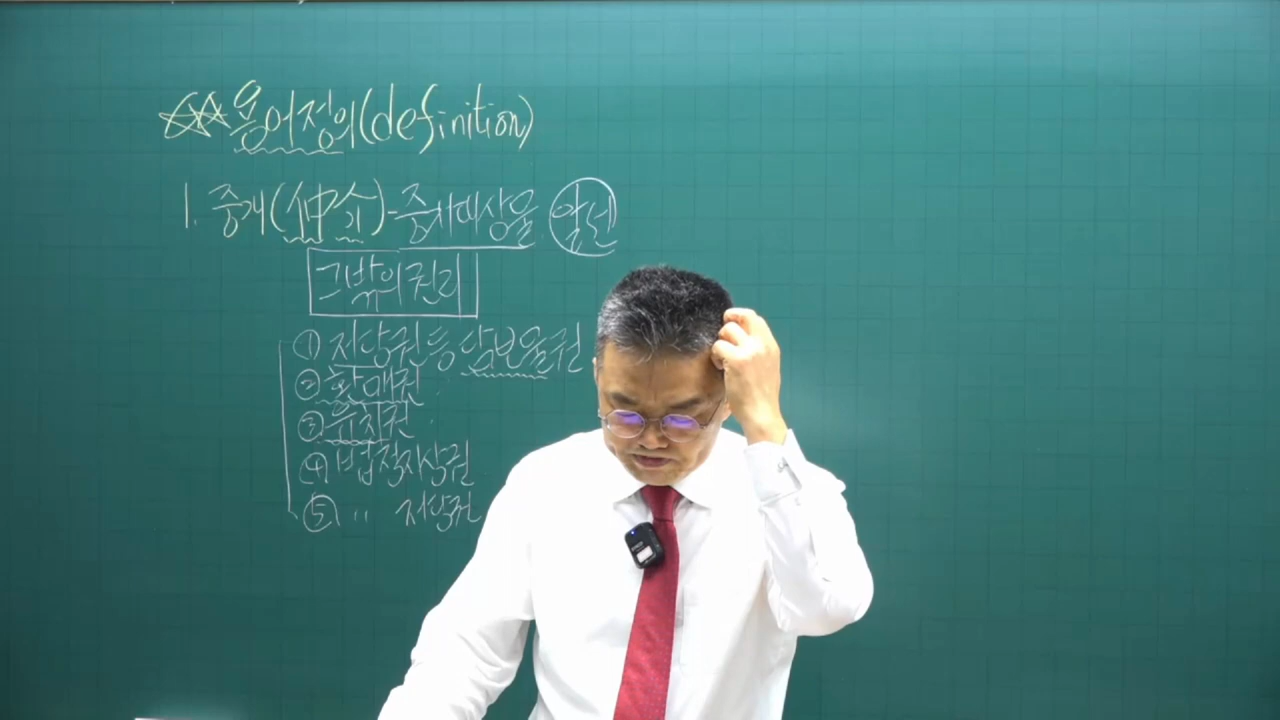 용어정의(definition)
1. 중개(仲介)-중개대상물 알선
그밖의권리
① 저당권 등 담보물권
② 환매권
③ 유치권
④ 법정지상권
⑤ 〃 저당권